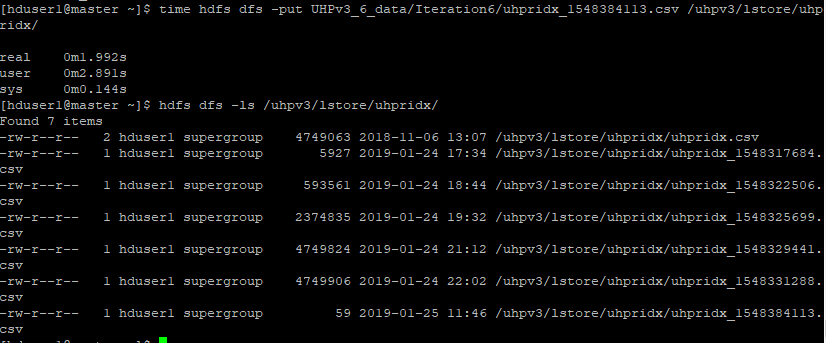 [hduser1@master ~]$ time hdfs dfs -put UHPv3_6_data/Iteration6/uhpridx_1548384113.csv /uhpv3/lstore/uhp
ridx/

real    0m1.992s
user    0m2.891s
sys     0m0.144s
[hduser1@master ~]$ hdfs dfs -ls /uhpv3/lstore/uhpridx/
Found 7 items
-rw-r--r--   2 hduser1 supergroup    4749063 2018-11-06 13:07 /uhpv3/lstore/uhpridx/uhpridx.csv
-rw-r--r--   1 hduser1 supergroup       5927 2019-01-24 17:34 /uhpv3/lstore/uhpridx/uhpridx_1548317684.
csv
-rw-r--r--   1 hduser1 supergroup     593561 2019-01-24 18:44 /uhpv3/lstore/uhpridx/uhpridx_1548322506.
csv
-rw-r--r--   1 hduser1 supergroup    2374835 2019-01-24 19:32 /uhpv3/lstore/uhpridx/uhpridx_1548325699.
csv
-rw-r--r--   1 hduser1 supergroup    4749824 2019-01-24 21:12 /uhpv3/lstore/uhpridx/uhpridx_1548329441.
csv
-rw-r--r--   1 hduser1 supergroup    4749906 2019-01-24 22:02 /uhpv3/lstore/uhpridx/uhpridx_1548331288.
csv
-rw-r--r--   1 hduser1 supergroup         59 2019-01-25 11:46 /uhpv3/lstore/uhpridx/uhpridx_1548384113.
csv
[hduser1@master ~]$